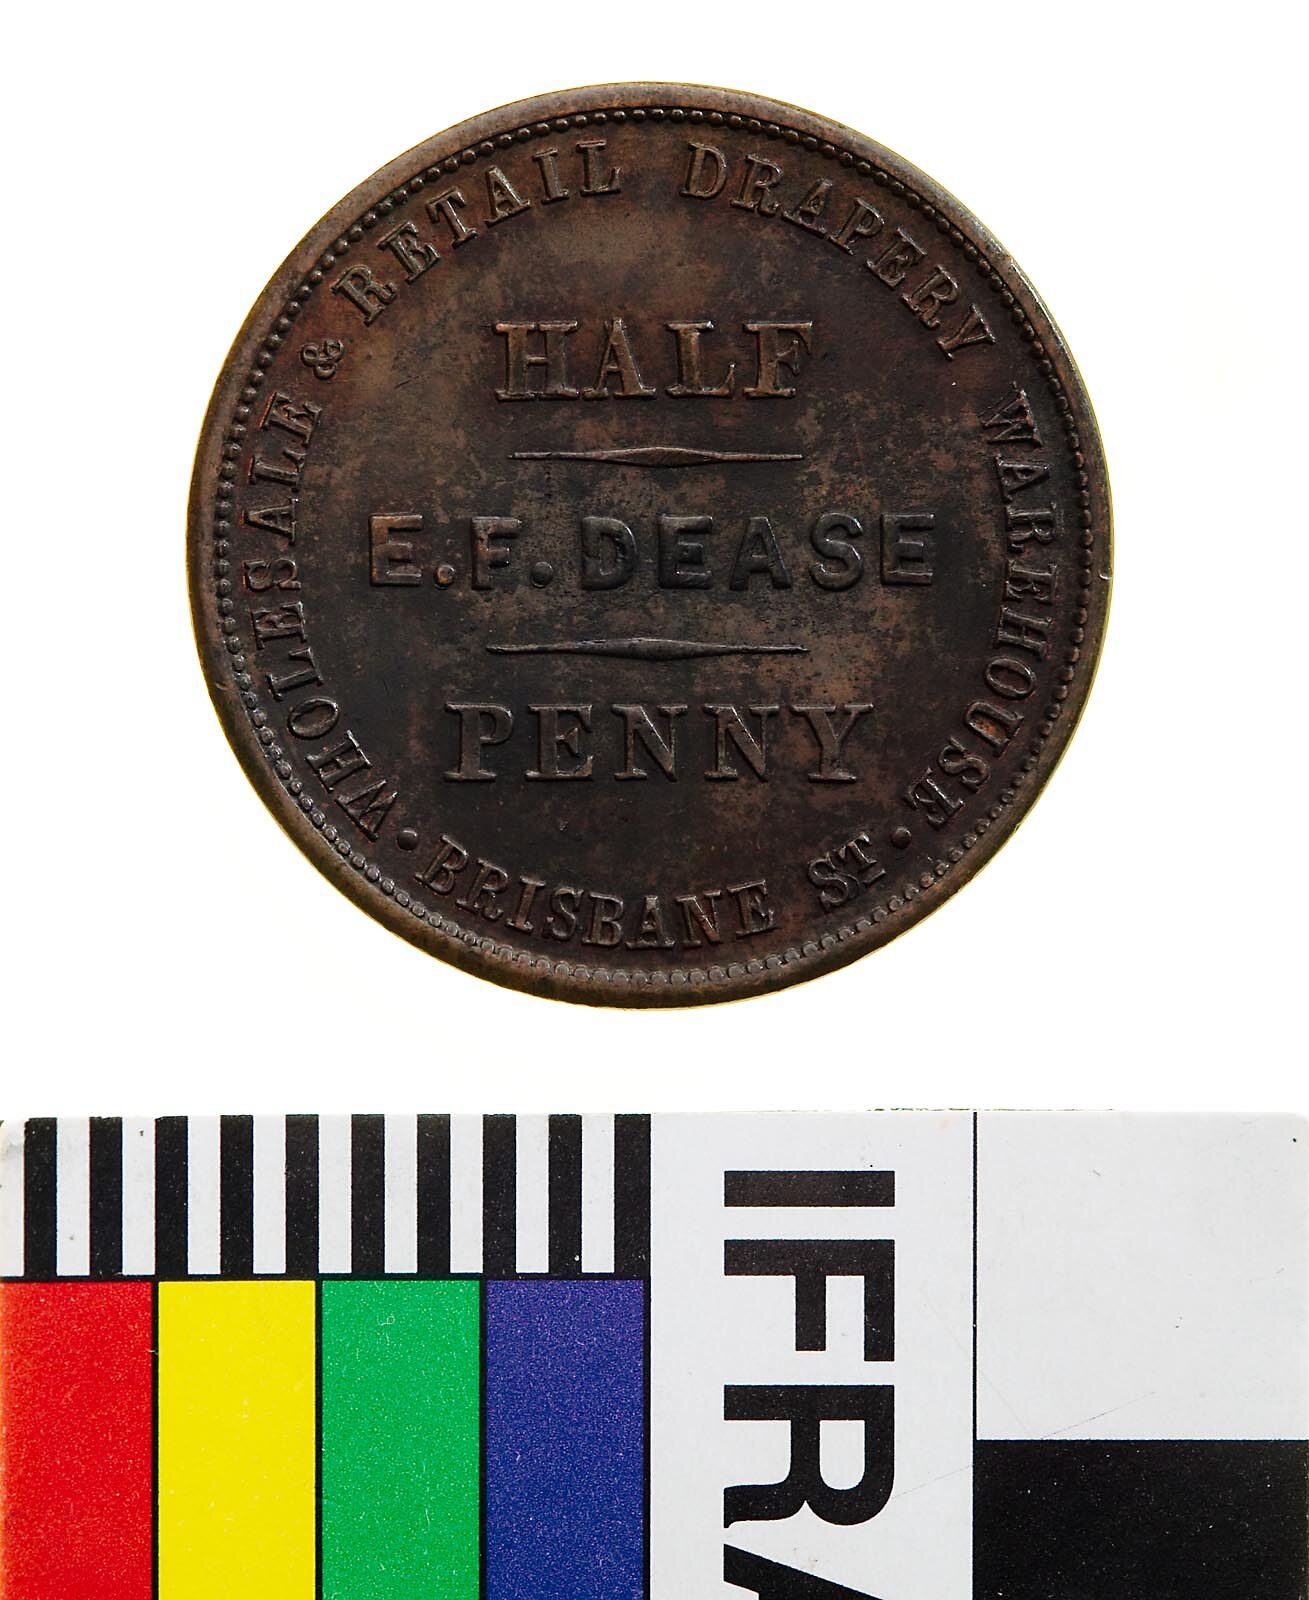 WHOLESALE & RETAIL DRAPERY WAREHOUSE
HALF
E.F.DEASE
PENNY
• BRISBANE ST •
IFRA